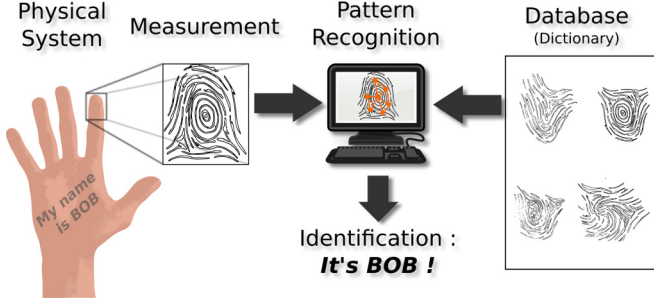 Physical
System
Measurement
Pattern
Recognition
Database
(Dictionary)
My name
is BOB
Identification :
It's BOB !